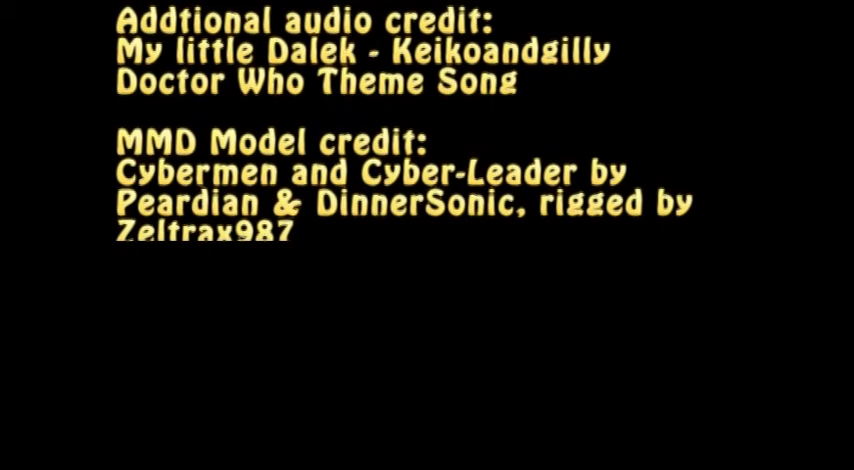 Addtional audio credit:
My little Dalek - Keikoandgilly
Doctor Who Theme Song
MMD Model credit:
Cybermen and Cyber-Leader by
Peardian & DinnerSonic, rigged by
Zeltrax987